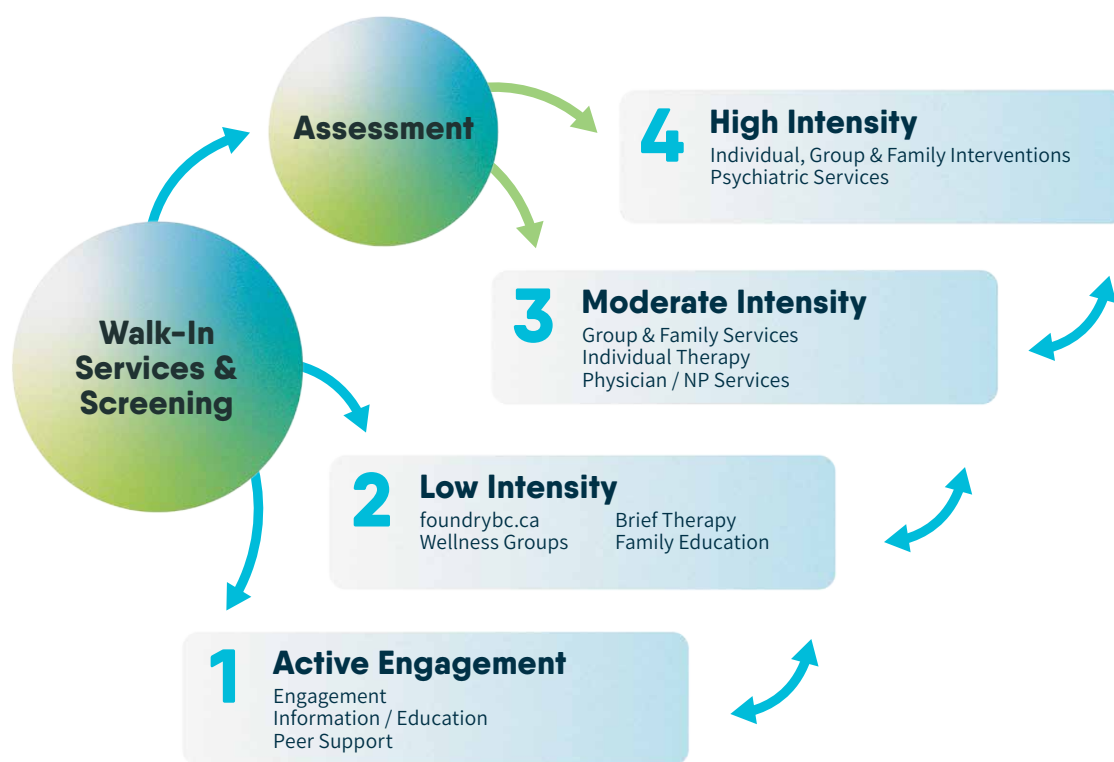 Assessment
4
High Intensity
Individual, Group & Family Interventions
Psychiatric Services
Walk-In
Services &
Screening
3
Moderate Intensity
Group & Family Services
Individual Therapy
Physician / NP Services
2
Low Intensity
foundrybc.ca
Wellness Groups
Brief Therapy
Family Education
1
Active Engagement
Engagement
Information / Education
Peer Support